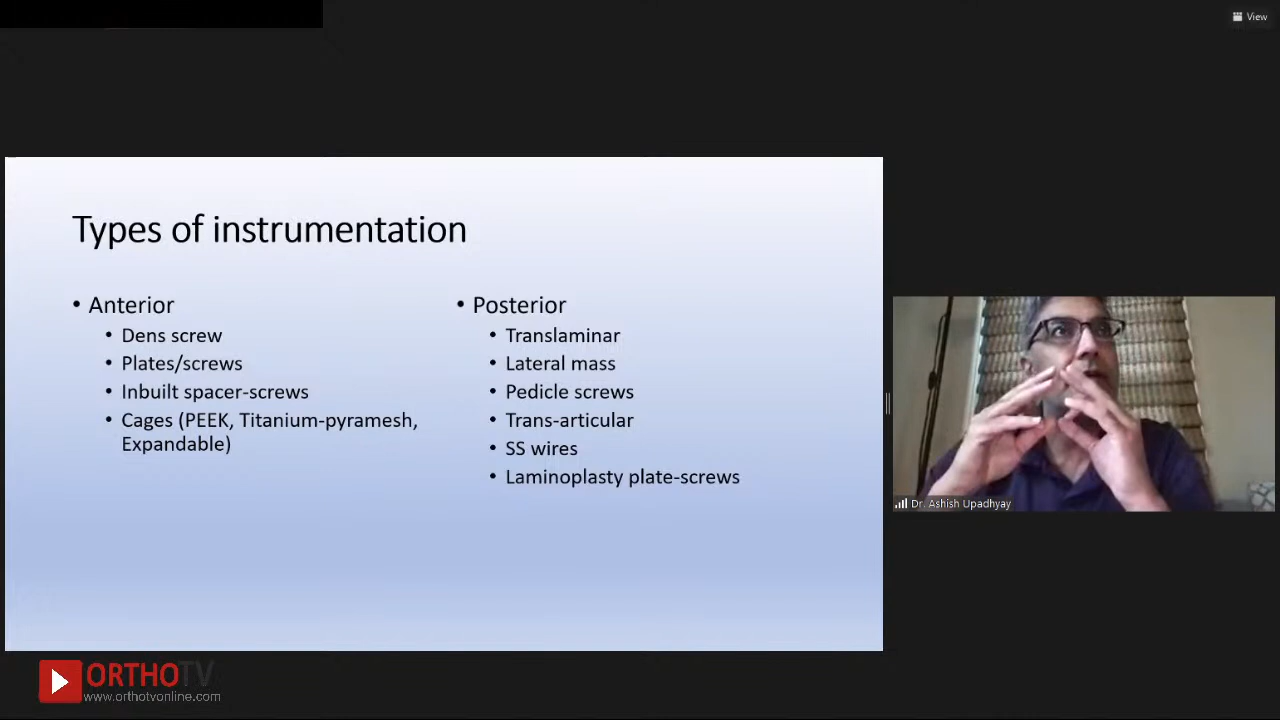 View
Types of instrumentation
• Anterior
• Dens screw
• Plates/screws
• Inbuilt spacer-screws
• Cages (PEEK, Titanium-pyramesh,
Expandable)
• Posterior
• Translaminar
• Lateral mass
• Pedicle screws
• Trans-articular
• SS wires
• Laminoplasty plate-screws
Dr. Ashish Upadhyay
ORTHOTV
www.orthotvonline.com